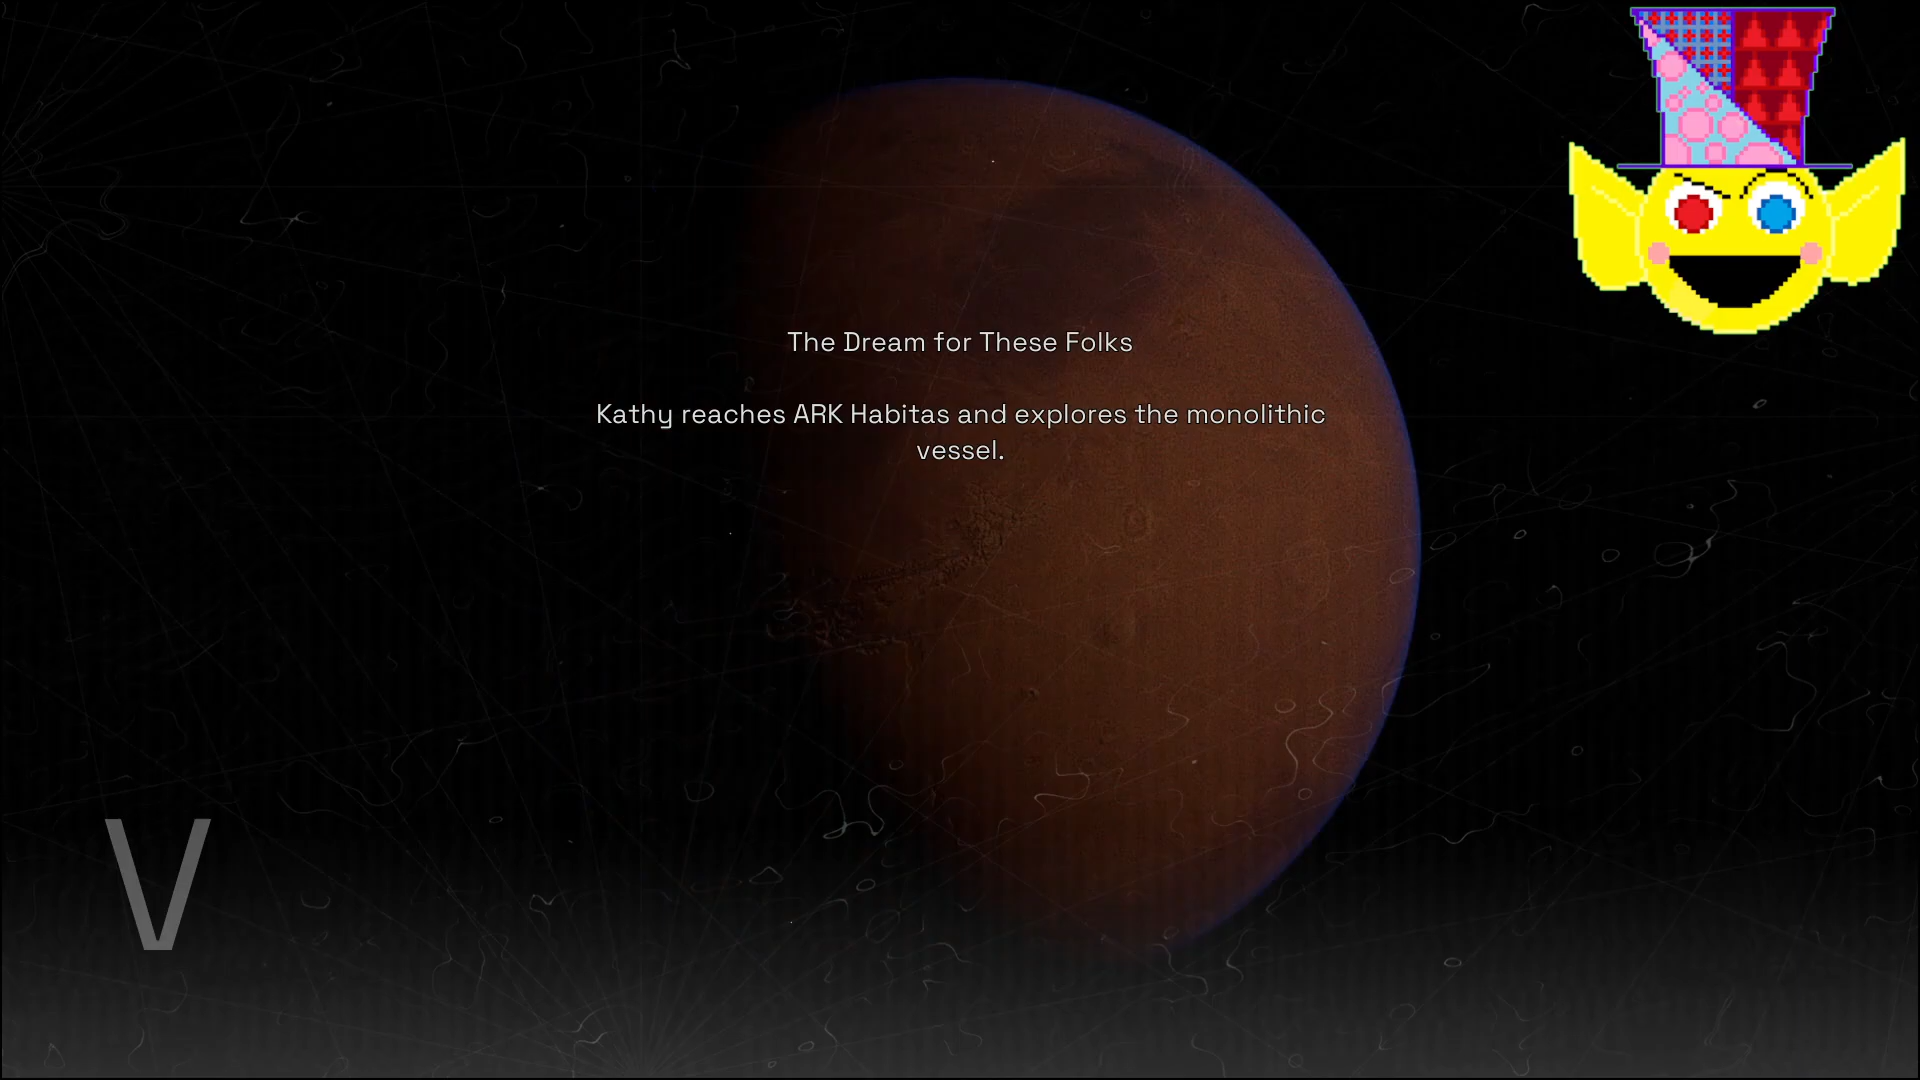 The Dream for These Folks
Kathy reaches ARK Habitas and explores the monolithic
vessel.
V